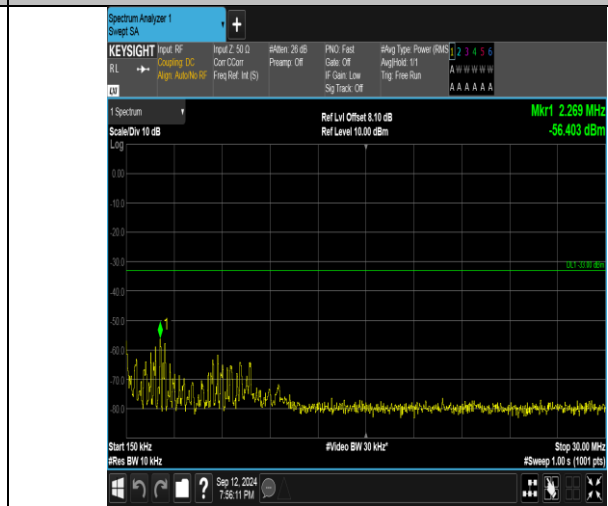 Spectrum Analyzer 1
Swept SA
+
KEYSIGHT
RL
LXI
Input: RF
Coupling: DC
Align: Auto/No RF
Input Z: 50 Ω
Corr CCorr
Freq Ref: Int (S)
#Atten: 26 dB
Preamp: Off
PNO: Fast
Gate: Off
IF Gain: Low
Sig Track: Off
#Avg Type: Power (RMS
Avg|Hold: 1/1
Trig: Free Run
1 2 3 4 5 6
A W W W W W
A A A A A A
1 Spectrum
Scale/Div 10 dB
Ref Lvl Offset 8.10 dB
Ref Level 10.00 dBm
Mkr1 2.269 MHz
-56.403 dBm
Log
0.00
-10.0
-20.0
-30.0
DL1 -33.00 dBm
-40.0
-50.0
1
-60.0
-70.0
-80.0
Start 150 kHz
#Res BW 10 kHz
#Video BW 30 kHz*
Stop 30.00 MHz
#Sweep 1.00 s (1001 pts)
?
Sep 12, 2024
7:56:11 PM